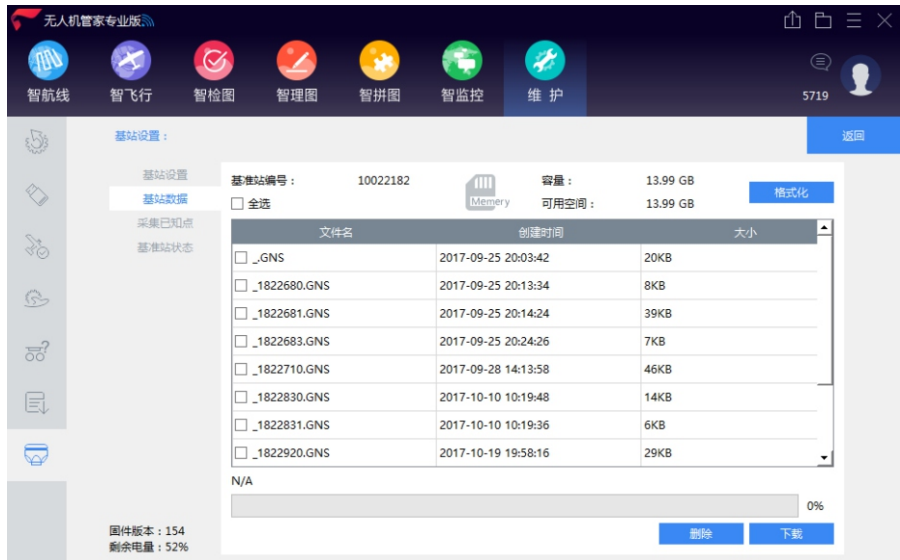 无人机管家专业版
智航线 智飞行 智检图 智理图 智拼图 智监控 维 护 5719
基站设置： 返回
基站设置
基站数据
采集已知点
基准站状态
基准站编号： 10022182 Memery 容量： 13.99 GB 格式化
全选 可用空间： 13.99 GB
文件名 创建时间 大小
_.GNS 2017-09-25 20:03:42 20KB
_1822680.GNS 2017-09-25 20:13:34 8KB
_1822681.GNS 2017-09-25 20:14:24 39KB
_1822683.GNS 2017-09-25 20:24:26 7KB
_1822710.GNS 2017-09-28 14:13:58 46KB
_1822830.GNS 2017-10-10 10:19:48 14KB
_1822831.GNS 2017-10-10 10:19:36 6KB
_1822920.GNS 2017-10-19 19:58:16 29KB
N/A
0%
删除 下载
固件版本：154
剩余电量：52%